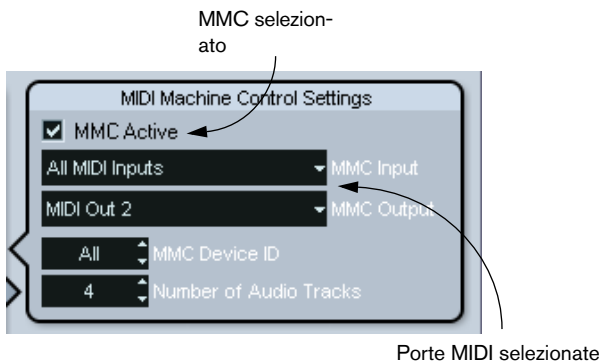 MMC selezion-
ato
MIDI Machine Control Settings
MMC Active
All MIDI Inputs MMC Input
MIDI Out 2 MMC Output
All MMC Device ID
4 Number of Audio Tracks
Porte MIDI selezionate